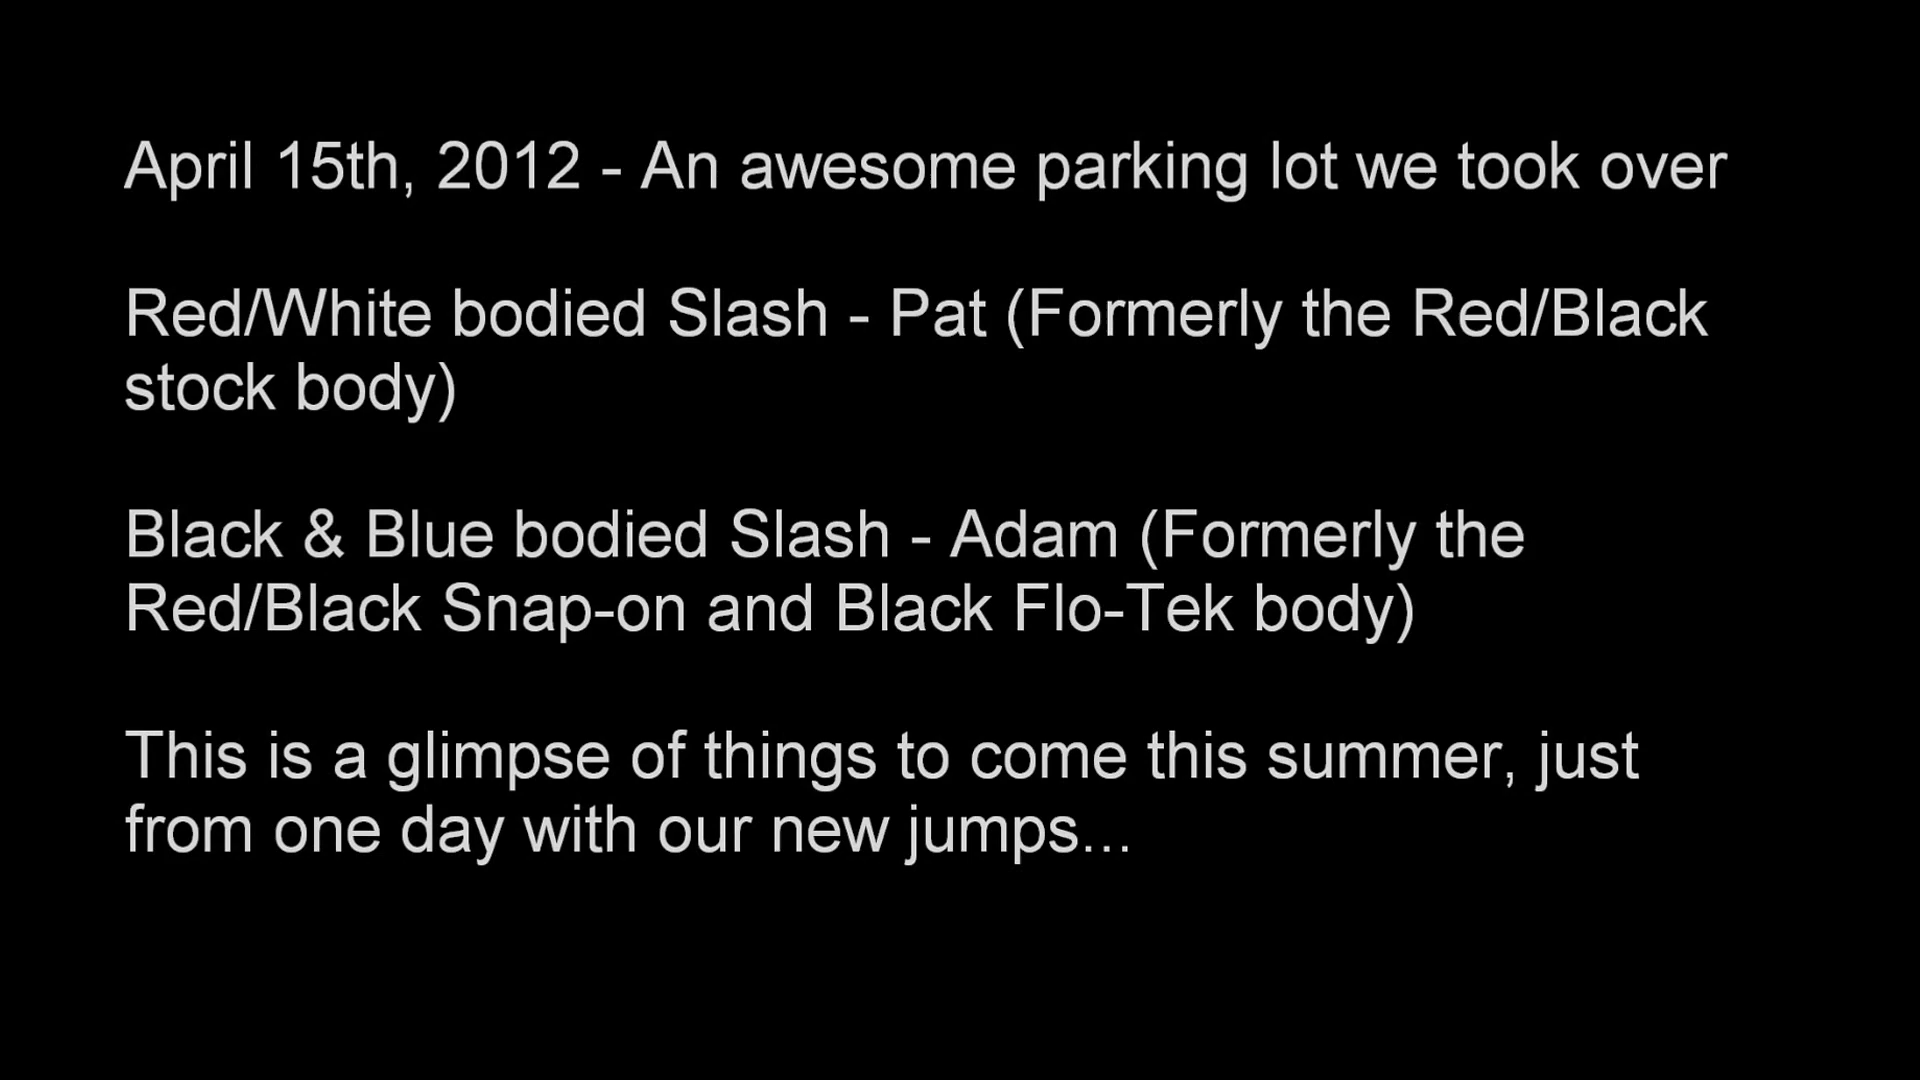 April 15th, 2012 - An awesome parking lot we took over
Red/White bodied Slash - Pat (Formerly the Red/Black
stock body)
Black & Blue bodied Slash - Adam (Formerly the
Red/Black Snap-on and Black Flo-Tek body)
This is a glimpse of things to come this summer, just
from one day with our new jumps...